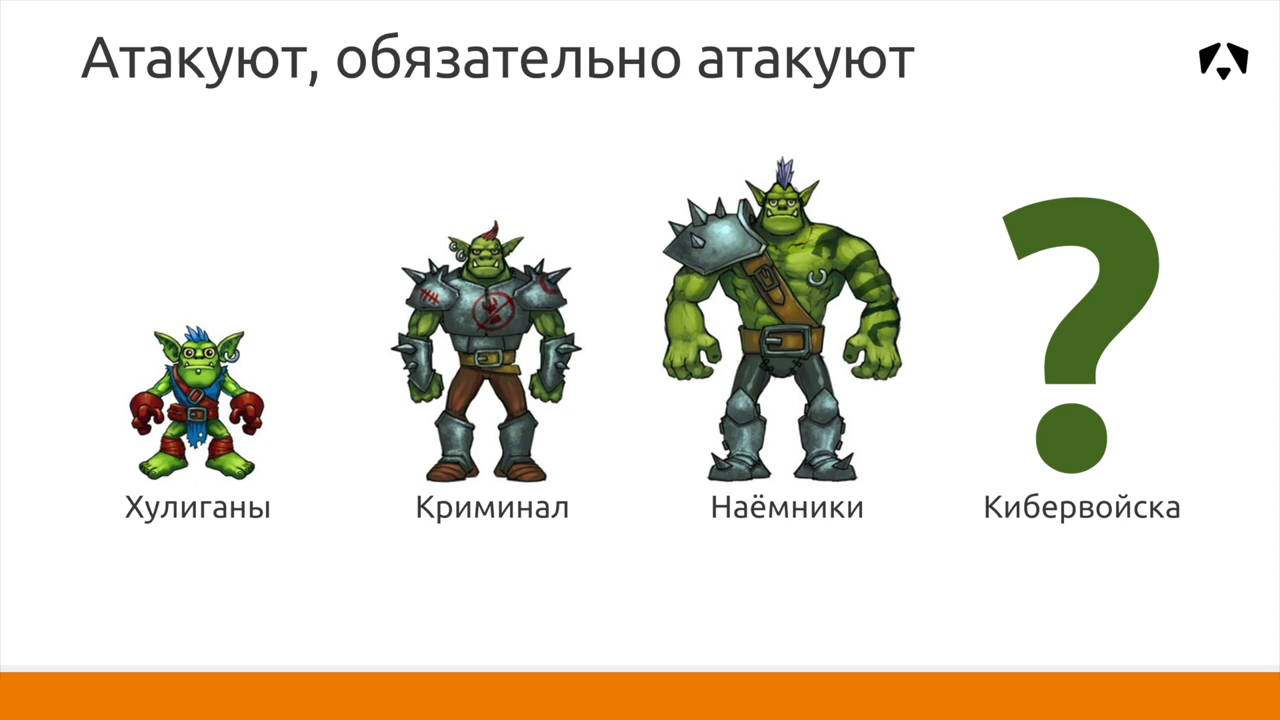 Атакуют, обязательно атакуют
?
Хулиганы
Криминал
Наёмники
Кибервойска